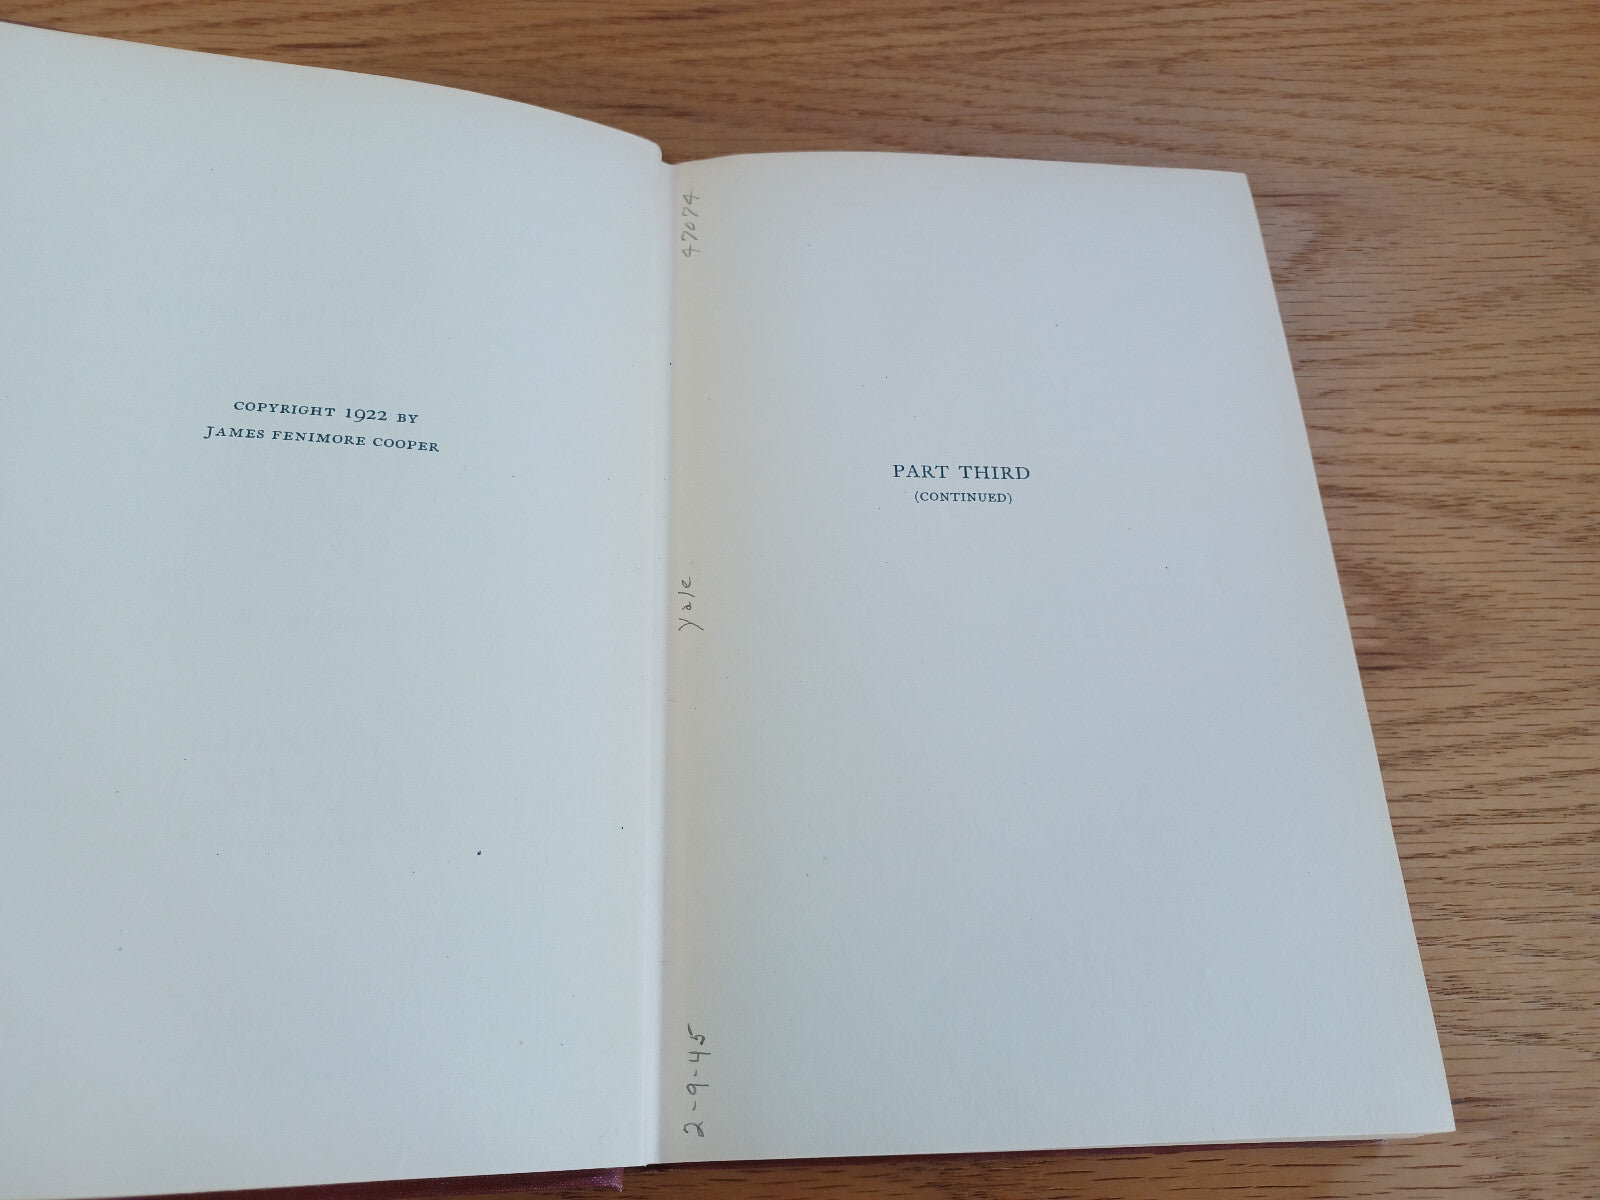 COPYRIGHT 1922 BY
JAMES FENIMORE COOPER
47074
PART THIRD
(CONTINUED)
Yale
2-9-45